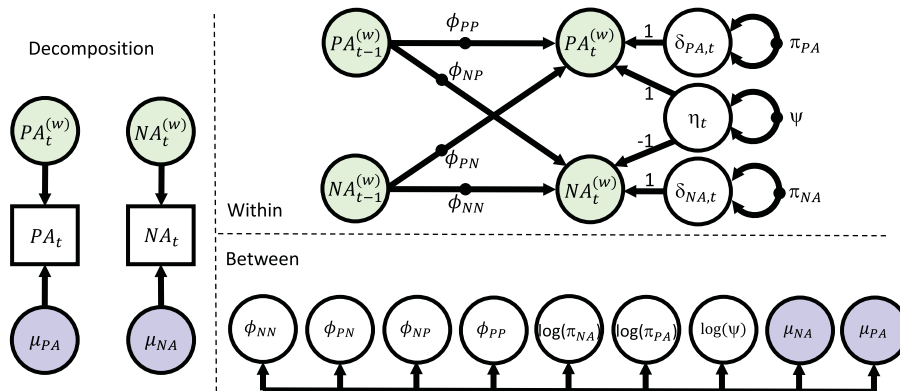 Decomposition
PA_t^(w) NA_t^(w)
PA_t NA_t
μ_PA μ_NA
PA_{t-1}^(w) ϕ_PP PA_t^(w) 1 δ_{PA,t} π_PA
ϕ_NP
1 η_t ψ
-1
ϕ_PN
NA_{t-1}^(w) ϕ_NN NA_t^(w) 1 δ_{NA,t} π_NA
Within
Between
ϕ_NN ϕ_PN ϕ_NP ϕ_PP log(π_NA) log(π_PA) log(ψ) μ_NA μ_PA